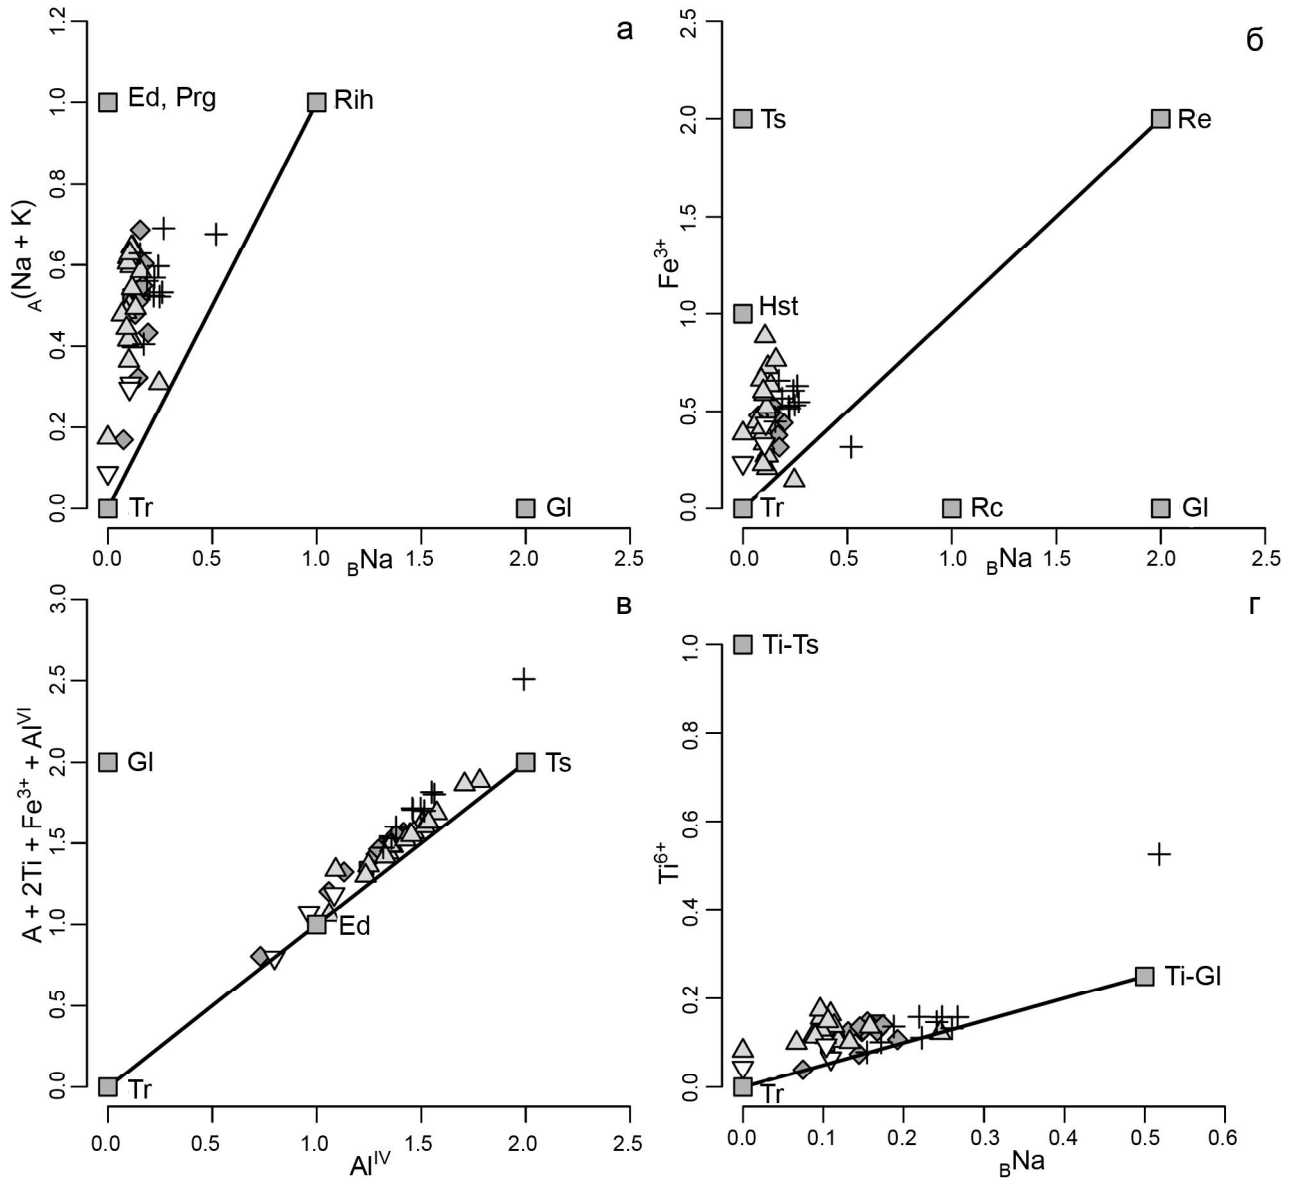 а
1.2
1.0
0.8
0.6
0.4
0.2
0.0
A(Na + K)
Ed, Prg
Rih
Tr
Gl
0.0 0.5 1.0 1.5 2.0 2.5
BNa
б
2.5
2.0
1.5
1.0
0.5
0.0
Fe3+
Ts
Re
Hst
Tr
Rc
Gl
0.0 0.5 1.0 1.5 2.0 2.5
BNa
в
3.0
2.5
2.0
1.5
1.0
0.5
0.0
A + 2Ti + Fe3+ + AlVI
Gl
Ts
Ed
Tr
0.0 0.5 1.0 1.5 2.0 2.5
AlIV
г
1.0
0.8
0.6
0.4
0.2
0.0
Ti6+
Ti-Ts
Ti-Gl
Tr
0.0 0.1 0.2 0.3 0.4 0.5 0.6
BNa